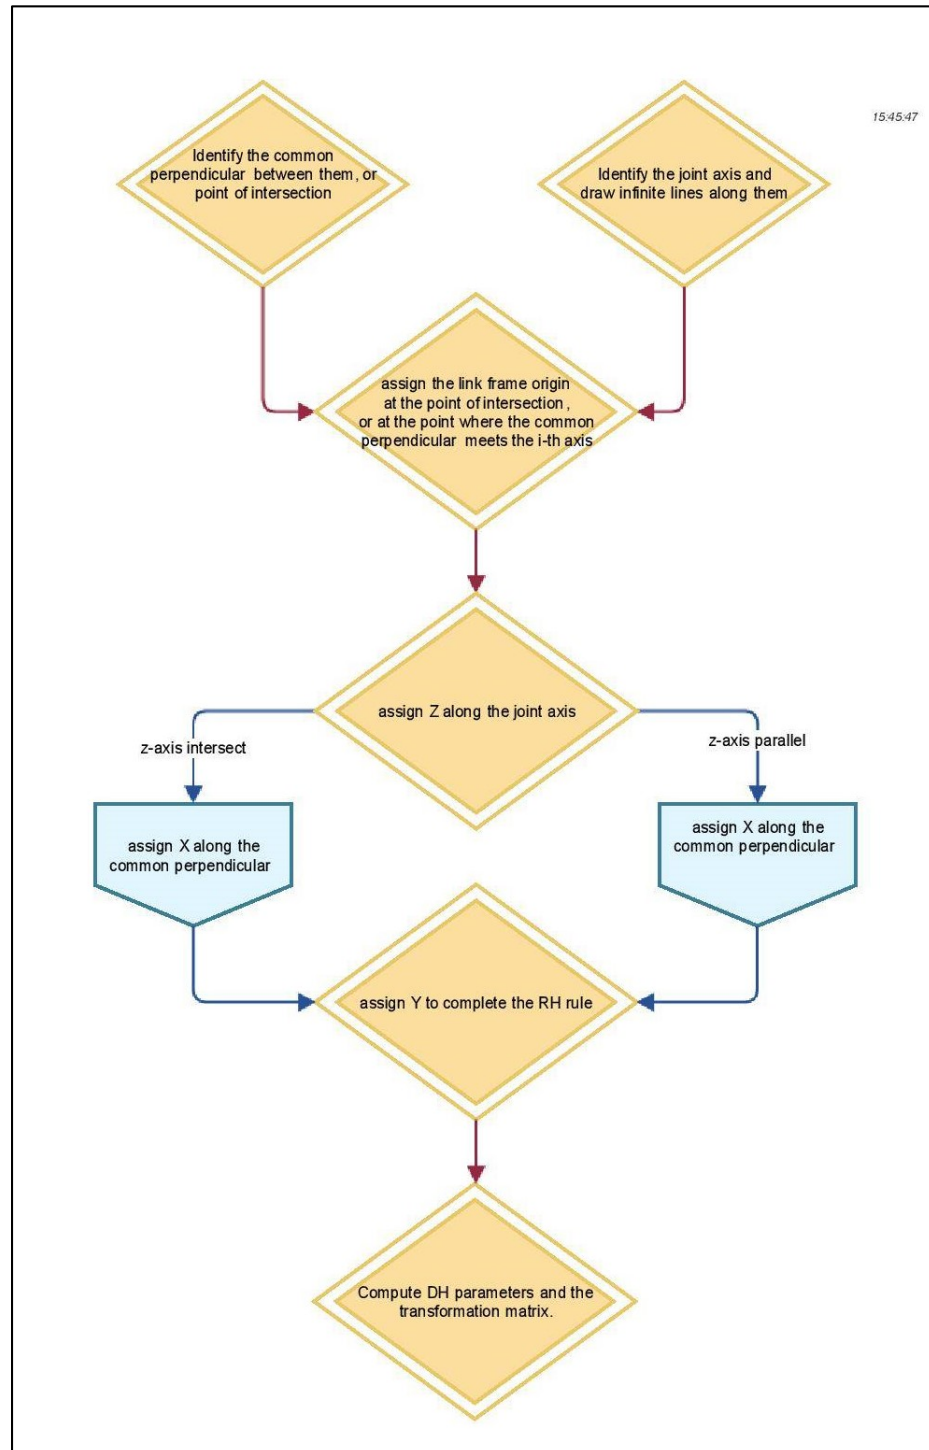 15:45:47
Identify the common
perpendicular between them, or
point of intersection
Identify the joint axis and
draw infinite lines along them
assign the link frame origin
at the point of intersection,
or at the point where the common
perpendicular meets the i-th axis
assign Z along the joint axis
z-axis intersect
z-axis parallel
assign X along the
common perpendicular
assign X along the
common perpendicular
assign Y to complete the RH rule
Compute DH parameters and the
transformation matrix.